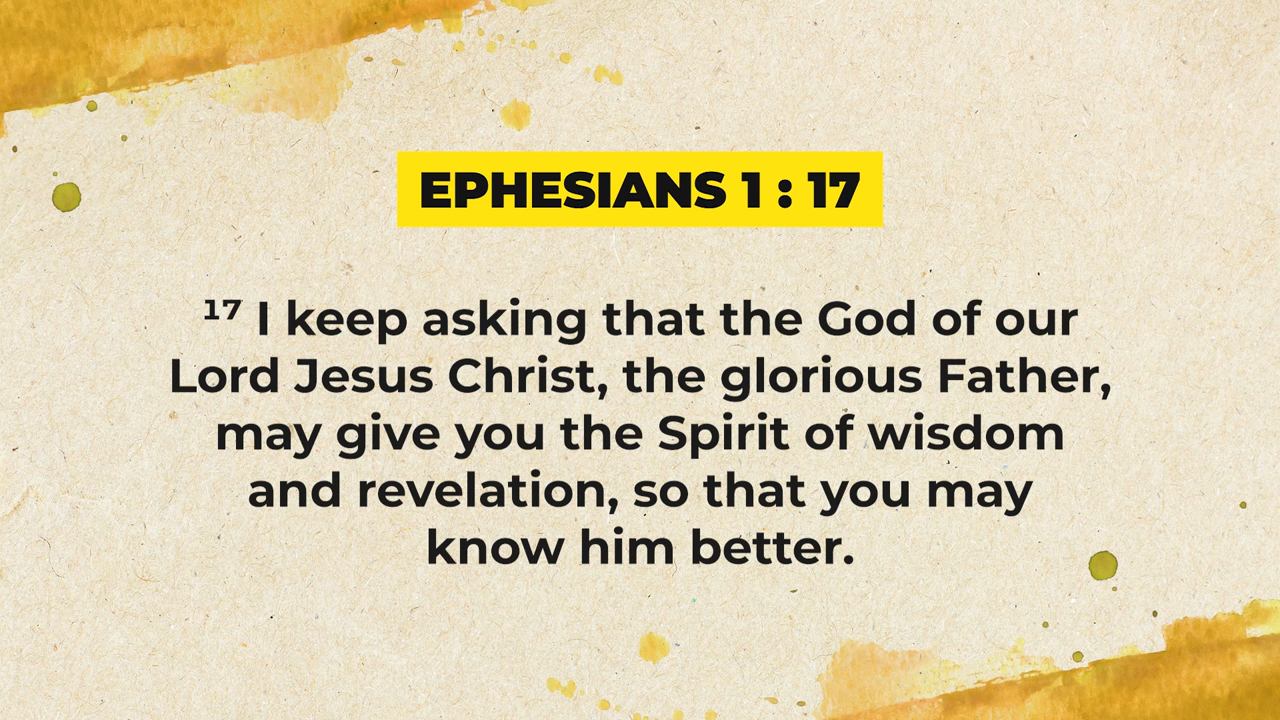 EPHESIANS 1 : 17
¹⁷ I keep asking that the God of our
Lord Jesus Christ, the glorious Father,
may give you the Spirit of wisdom
and revelation, so that you may
know him better.